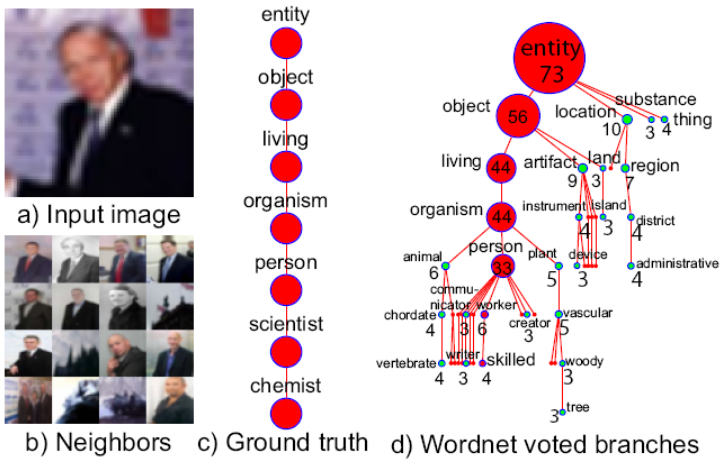 a) Input image
b) Neighbors
entity
object
living
organism
person
scientist
chemist
c) Ground truth
entity
73
object
56
location
10
substance
3
thing
4
living
44
artifact
9
land
3
region
7
organism
44
instrument
4
island
3
district
4
animal
6
person
33
plant
5
device
3
administrative
4
chordate
4
commu-
nicator
3
worker
6
creator
3
vascular
5
vertebrate
4
writer
3
skilled
4
woody
3
tree
3
d) Wordnet voted branches